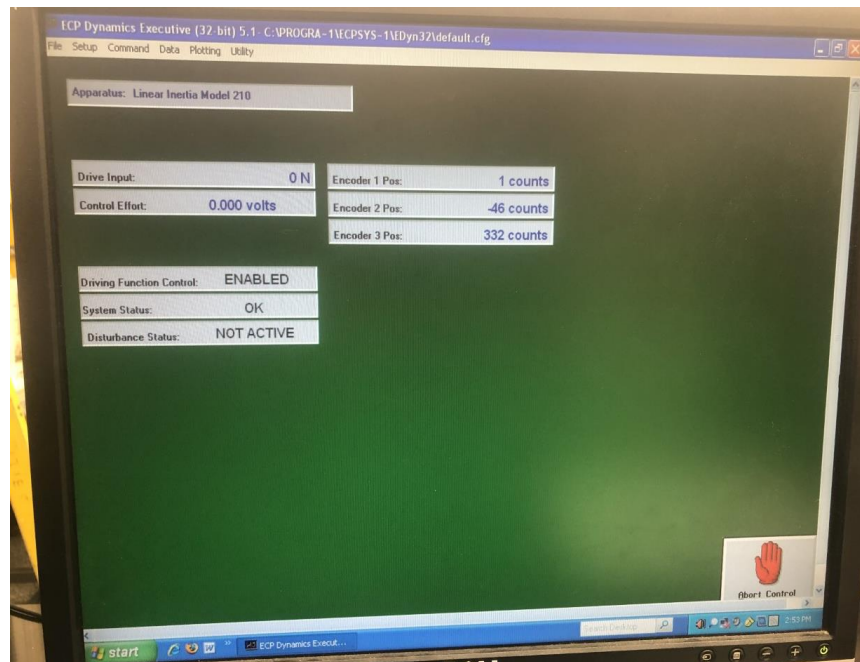 ECP Dynamics Executive (32-bit) 5.1- C:\PROGRA~1\ECPSYS~1\EDyn32\default.cfg
File Setup Command Data Plotting Utility
Apparatus: Linear Inertia Model 210
Drive Input: 0 N
Control Effort: 0.000 volts
Encoder 1 Pos: 1 counts
Encoder 2 Pos: -46 counts
Encoder 3 Pos: 332 counts
Driving Function Control: ENABLED
System Status: OK
Disturbance Status: NOT ACTIVE
Abort Control
start
ECP Dynamics Execut...
Search Desktop
2:53 PM